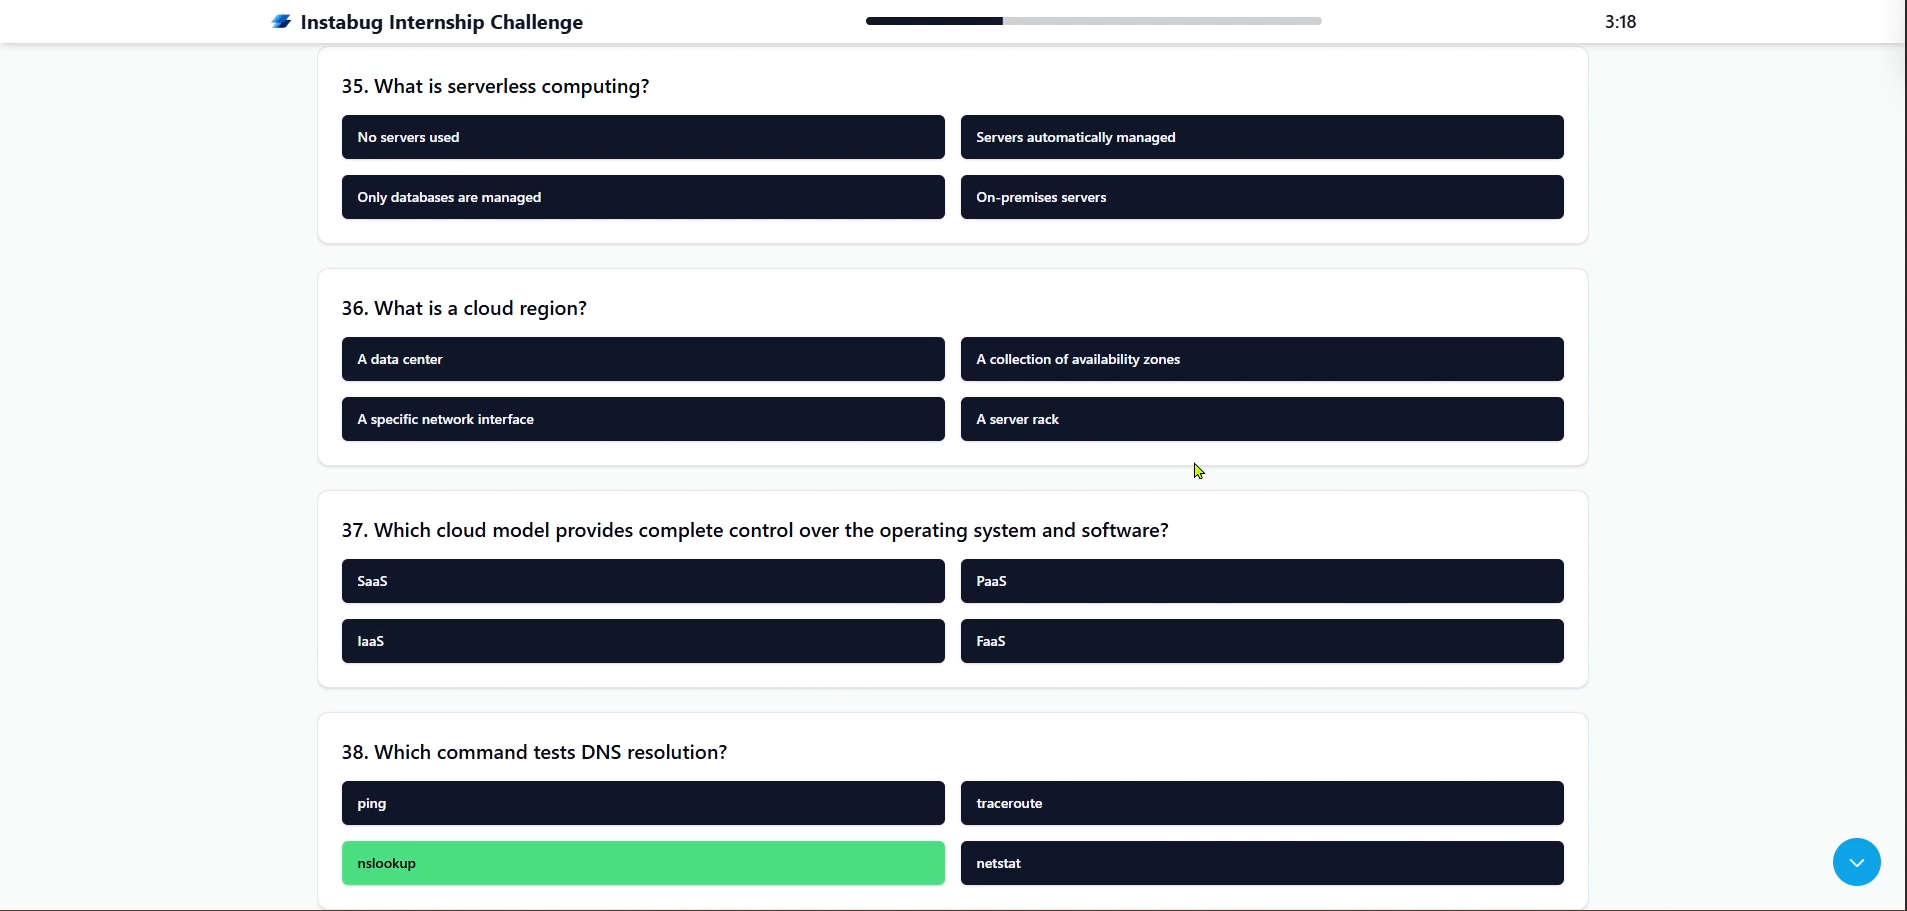 Instabug Internship Challenge
3:18
35. What is serverless computing?
No servers used
Servers automatically managed
Only databases are managed
On-premises servers
36. What is a cloud region?
A data center
A collection of availability zones
A specific network interface
A server rack
37. Which cloud model provides complete control over the operating system and software?
SaaS
PaaS
IaaS
FaaS
38. Which command tests DNS resolution?
ping
traceroute
nslookup
netstat